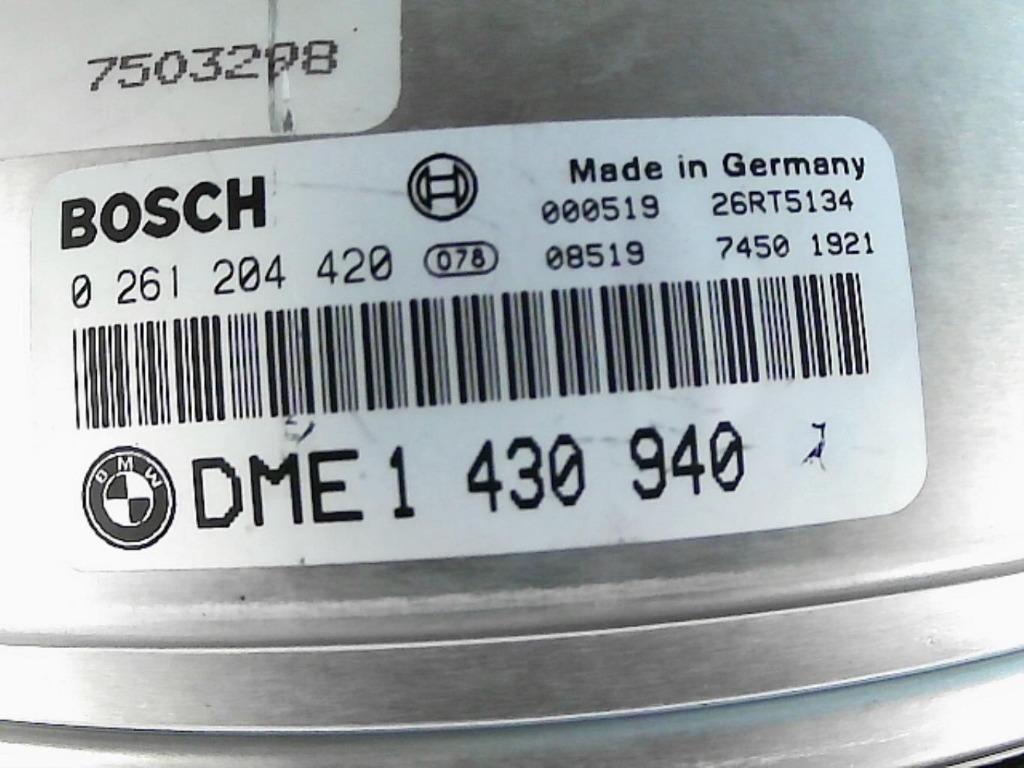 7503208
BOSCH
Made in Germany
000519 26RT5134
0 261 204 420 078 08519 7450 1921
BMW DME 1 430 940